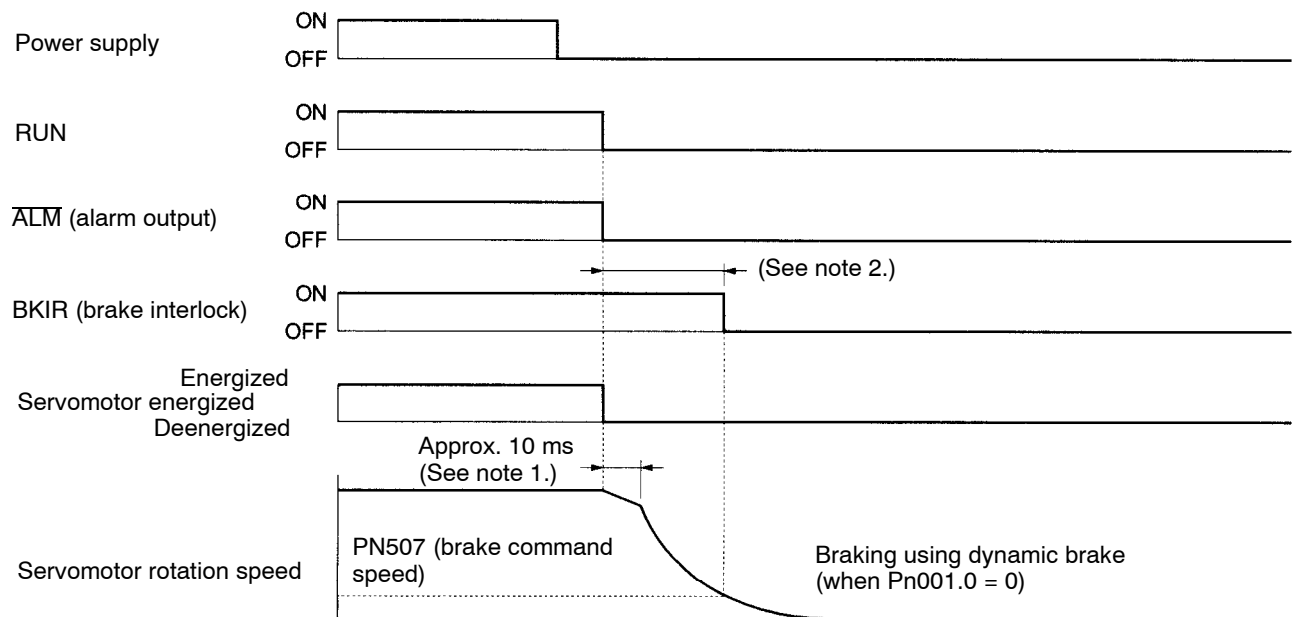 ON
Power supply
OFF
ON
RUN
OFF
ON
A̅L̅M̅ (alarm output)
OFF
(See note 2.)
ON
BKIR (brake interlock)
OFF
Energized
Servomotor energized
Deenergized
Approx. 10 ms
(See note 1.)
PN507 (brake command
speed)
Servomotor rotation speed
Braking using dynamic brake
(when Pn001.0 = 0)